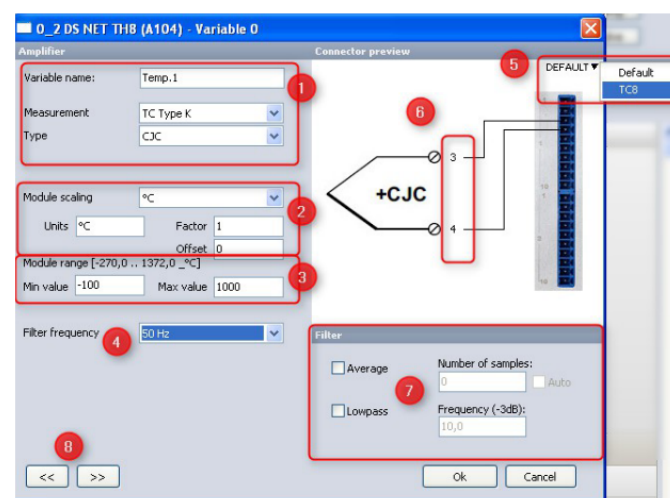 0_2 DS NET TH8 (A104) - Variable 0
Amplifier
Connector preview
Variable name: Temp.1
1
Measurement TC Type K
Type CJC
5
DEFAULT▼
Default
TC8
6
3
+CJC
4
Module scaling °C
2
Units °C Factor 1
Offset 0
Module range [-270,0 .. 1372,0 _°C]
Min value -100 Max value 1000
3
Filter frequency 50 Hz
4
Filter
Average
Number of samples:
0 Auto
7
Lowpass
Frequency (-3dB):
10,0
8
<< >>
Ok Cancel